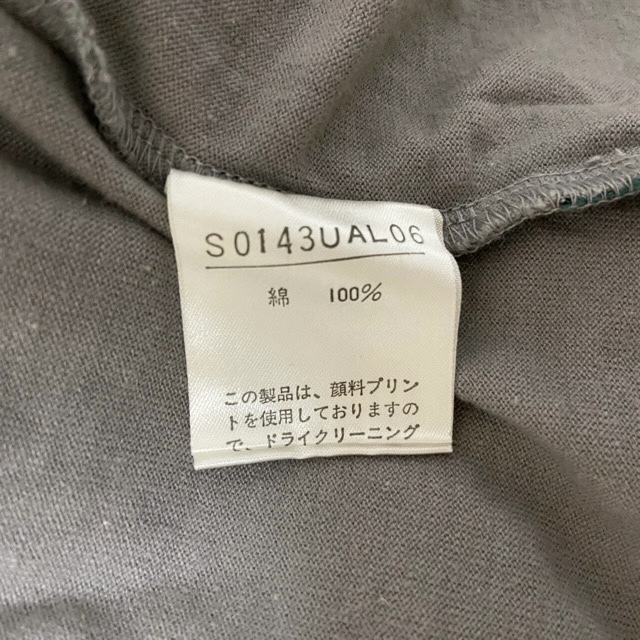 S0143UAL06
綿 100%
この製品は、顔料プリン
トを使用しておりますの
で、ドライクリーニング